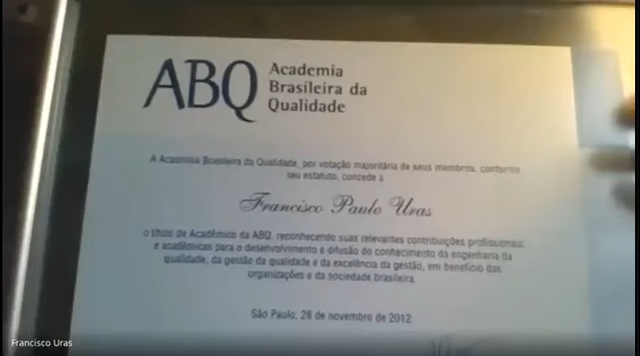 ABQ Academia
Brasileira da
Qualidade
A Academia Brasileira da Qualidade, por votação majoritária de seus membros, conforme
seu estatuto, concede a
Francisco Paulo Uras
o título de Acadêmico da ABQ, reconhecendo suas relevantes contribuições profissionais
e acadêmicas para o desenvolvimento e difusão do conhecimento da engenharia da
qualidade, da gestão da qualidade e da excelência da gestão, em benefício das
organizações e da sociedade brasileira.
São Paulo, 28 de novembro de 2012
Francisco Uras